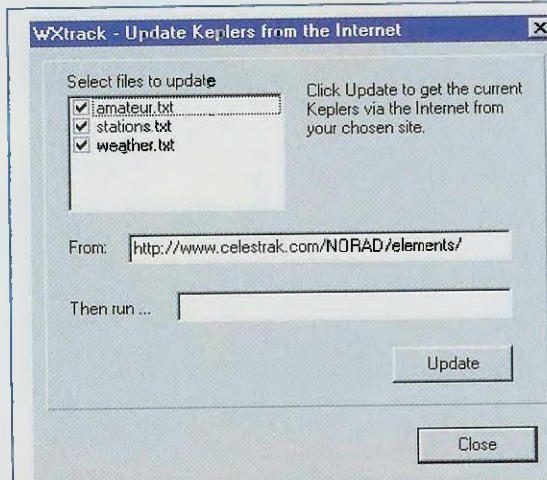 WXtrack - Update Keplers from the Internet
Select files to update
amateur.txt
stations.txt
weather.txt
Click Update to get the current
Keplers via the Internet from
your chosen site.
From: http://www.celestrak.com/NORAD/elements/
Then run ...
Update
Close